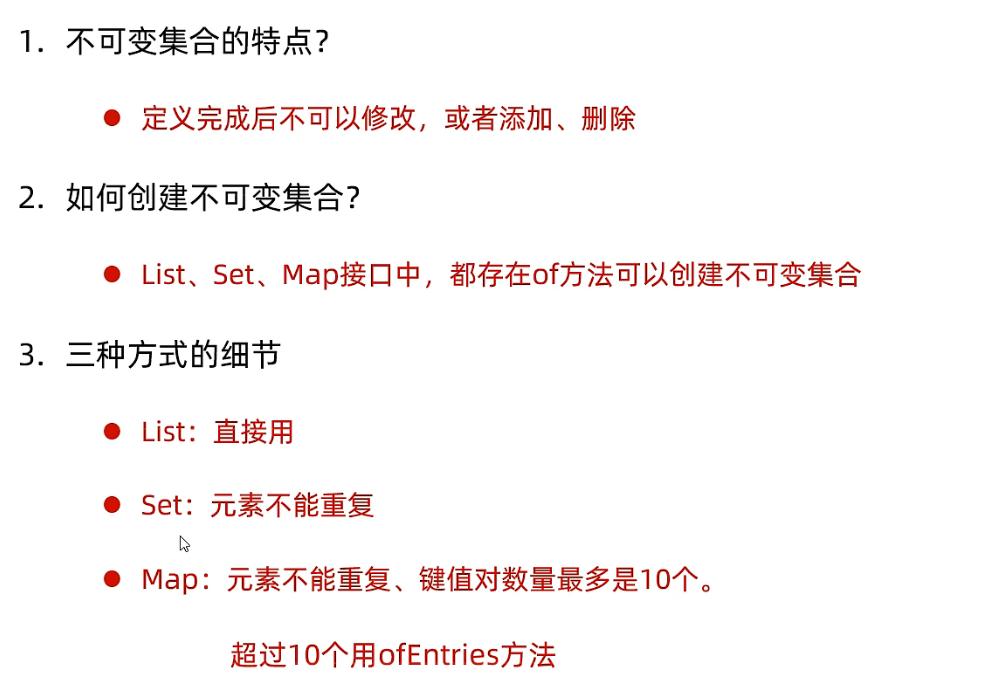 1. 不可变集合的特点？
● 定义完成后不可以修改，或者添加、删除
2. 如何创建不可变集合？
● List、Set、Map接口中，都存在of方法可以创建不可变集合
3. 三种方式的细节
● List：直接用
● Set：元素不能重复
● Map：元素不能重复、键值对数量最多是10个。
超过10个用ofEntries方法